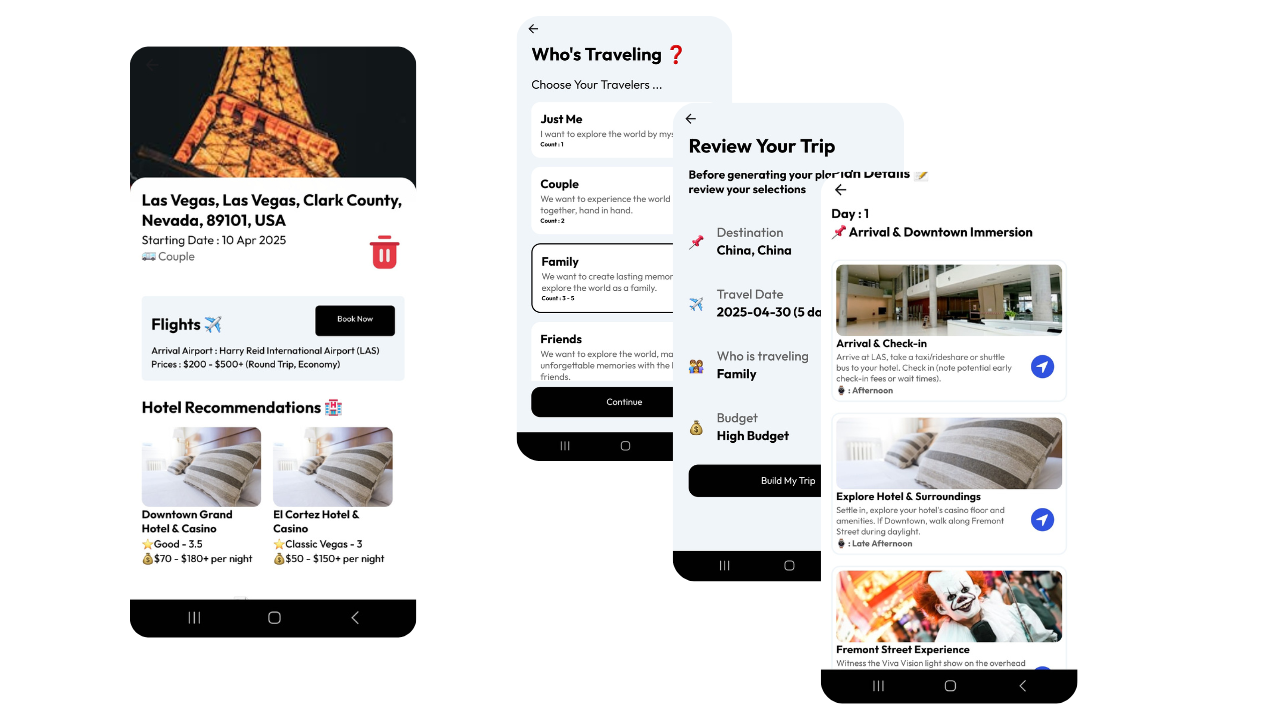 Las Vegas, Las Vegas, Clark County,
Nevada, 89101, USA
Starting Date : 10 Apr 2025
🚌 Couple
Flights ✈️
Book Now
Arrival Airport : Harry Reid International Airport (LAS)
Prices : $200 - $500+ (Round Trip, Economy)
Hotel Recommendations 🏩
Downtown Grand
Hotel & Casino
⭐Good - 3.5
💰$70 - $180+ per night
El Cortez Hotel &
Casino
⭐Classic Vegas - 3
💰$50 - $150+ per night
Who's Traveling ❓
Choose Your Travelers ...
Just Me
I want to explore the world by mys
Count : 1
Couple
We want to experience the world
together, hand in hand.
Count : 2
Family
We want to create lasting memor
explore the world as a family.
Count : 3 - 5
Friends
We want to explore the world, ma
unforgettable memories with the
friends.
Continue
Review Your Trip
Before generating your
review your selections
📌 Destination
China, China
✈️ Travel Date
2025-04-30 (5 da
👨‍👩‍👧‍👦 Who is traveling
Family
💰 Budget
High Budget
Build My Trip
Plan Details 📝
Day : 1
📌 Arrival & Downtown Immersion
Arrival & Check-in
Arrive at LAS, take a taxi/rideshare or shuttle
bus to your hotel. Check in (note potential early
check-in fees or wait times).
⌚ : Afternoon
Explore Hotel & Surroundings
Settle in, explore your hotel's casino floor and
amenities. If Downtown, walk along Fremont
Street during daylight.
⌚ : Late Afternoon
Fremont Street Experience
Witness the Viva Vision light show on the overhead